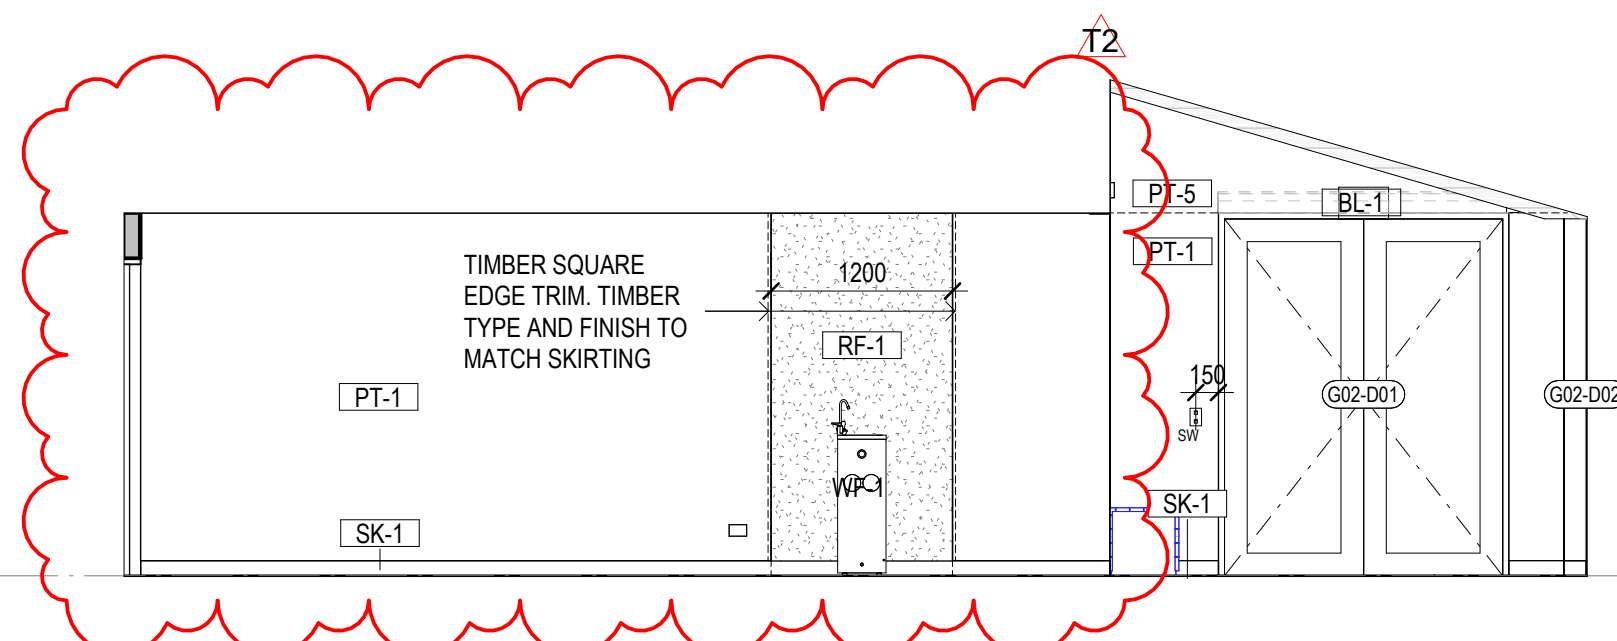 T2
PT-5
BL-1
TIMBER SQUARE
EDGE TRIM. TIMBER
TYPE AND FINISH TO
MATCH SKIRTING
1200
PT-1
RF-1
150
PT-1
G02-D01
G02-D02
SW
WF-1
SK-1
SK-1